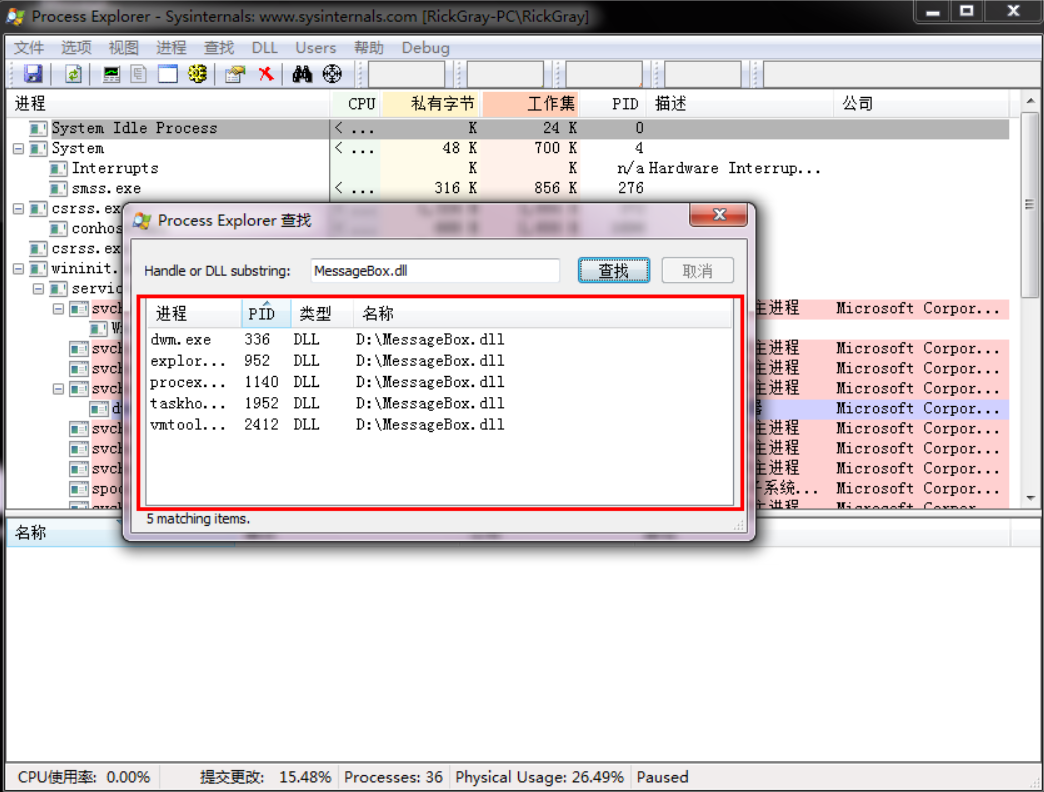 Process Explorer - Sysinternals: www.sysinternals.com [RickGray-PC\RickGray]
文件 选项 视图 进程 查找 DLL Users 帮助 Debug
进程 CPU 私有字节 工作集 PID 描述 公司
System Idle Process < ... K 24 K 0
System < ... 48 K 700 K 4
Interrupts K K n/a Hardware Interrup...
smss.exe < ... 316 K 856 K 276
csrss.ex
conhos
csrss.ex
wininit.
servic
svch 主进程 Microsoft Corpor...
svch 主进程 Microsoft Corpor...
svch 主进程 Microsoft Corpor...
svch 主进程 Microsoft Corpor...
Microsoft Corpor...
svch 主进程 Microsoft Corpor...
svch 主进程 Microsoft Corpor...
svch 主进程 Microsoft Corpor...
spoo 子系统... Microsoft Corpor...
Process Explorer 查找
Handle or DLL substring: MessageBox.dll 查找 取消
进程 PID 类型 名称
dwm.exe 336 DLL D:\MessageBox.dll
explor... 952 DLL D:\MessageBox.dll
procex... 1140 DLL D:\MessageBox.dll
taskho... 1952 DLL D:\MessageBox.dll
vmtool... 2412 DLL D:\MessageBox.dll
5 matching items.
名称
CPU使用率: 0.00% 提交更改: 15.48% Processes: 36 Physical Usage: 26.49% Paused